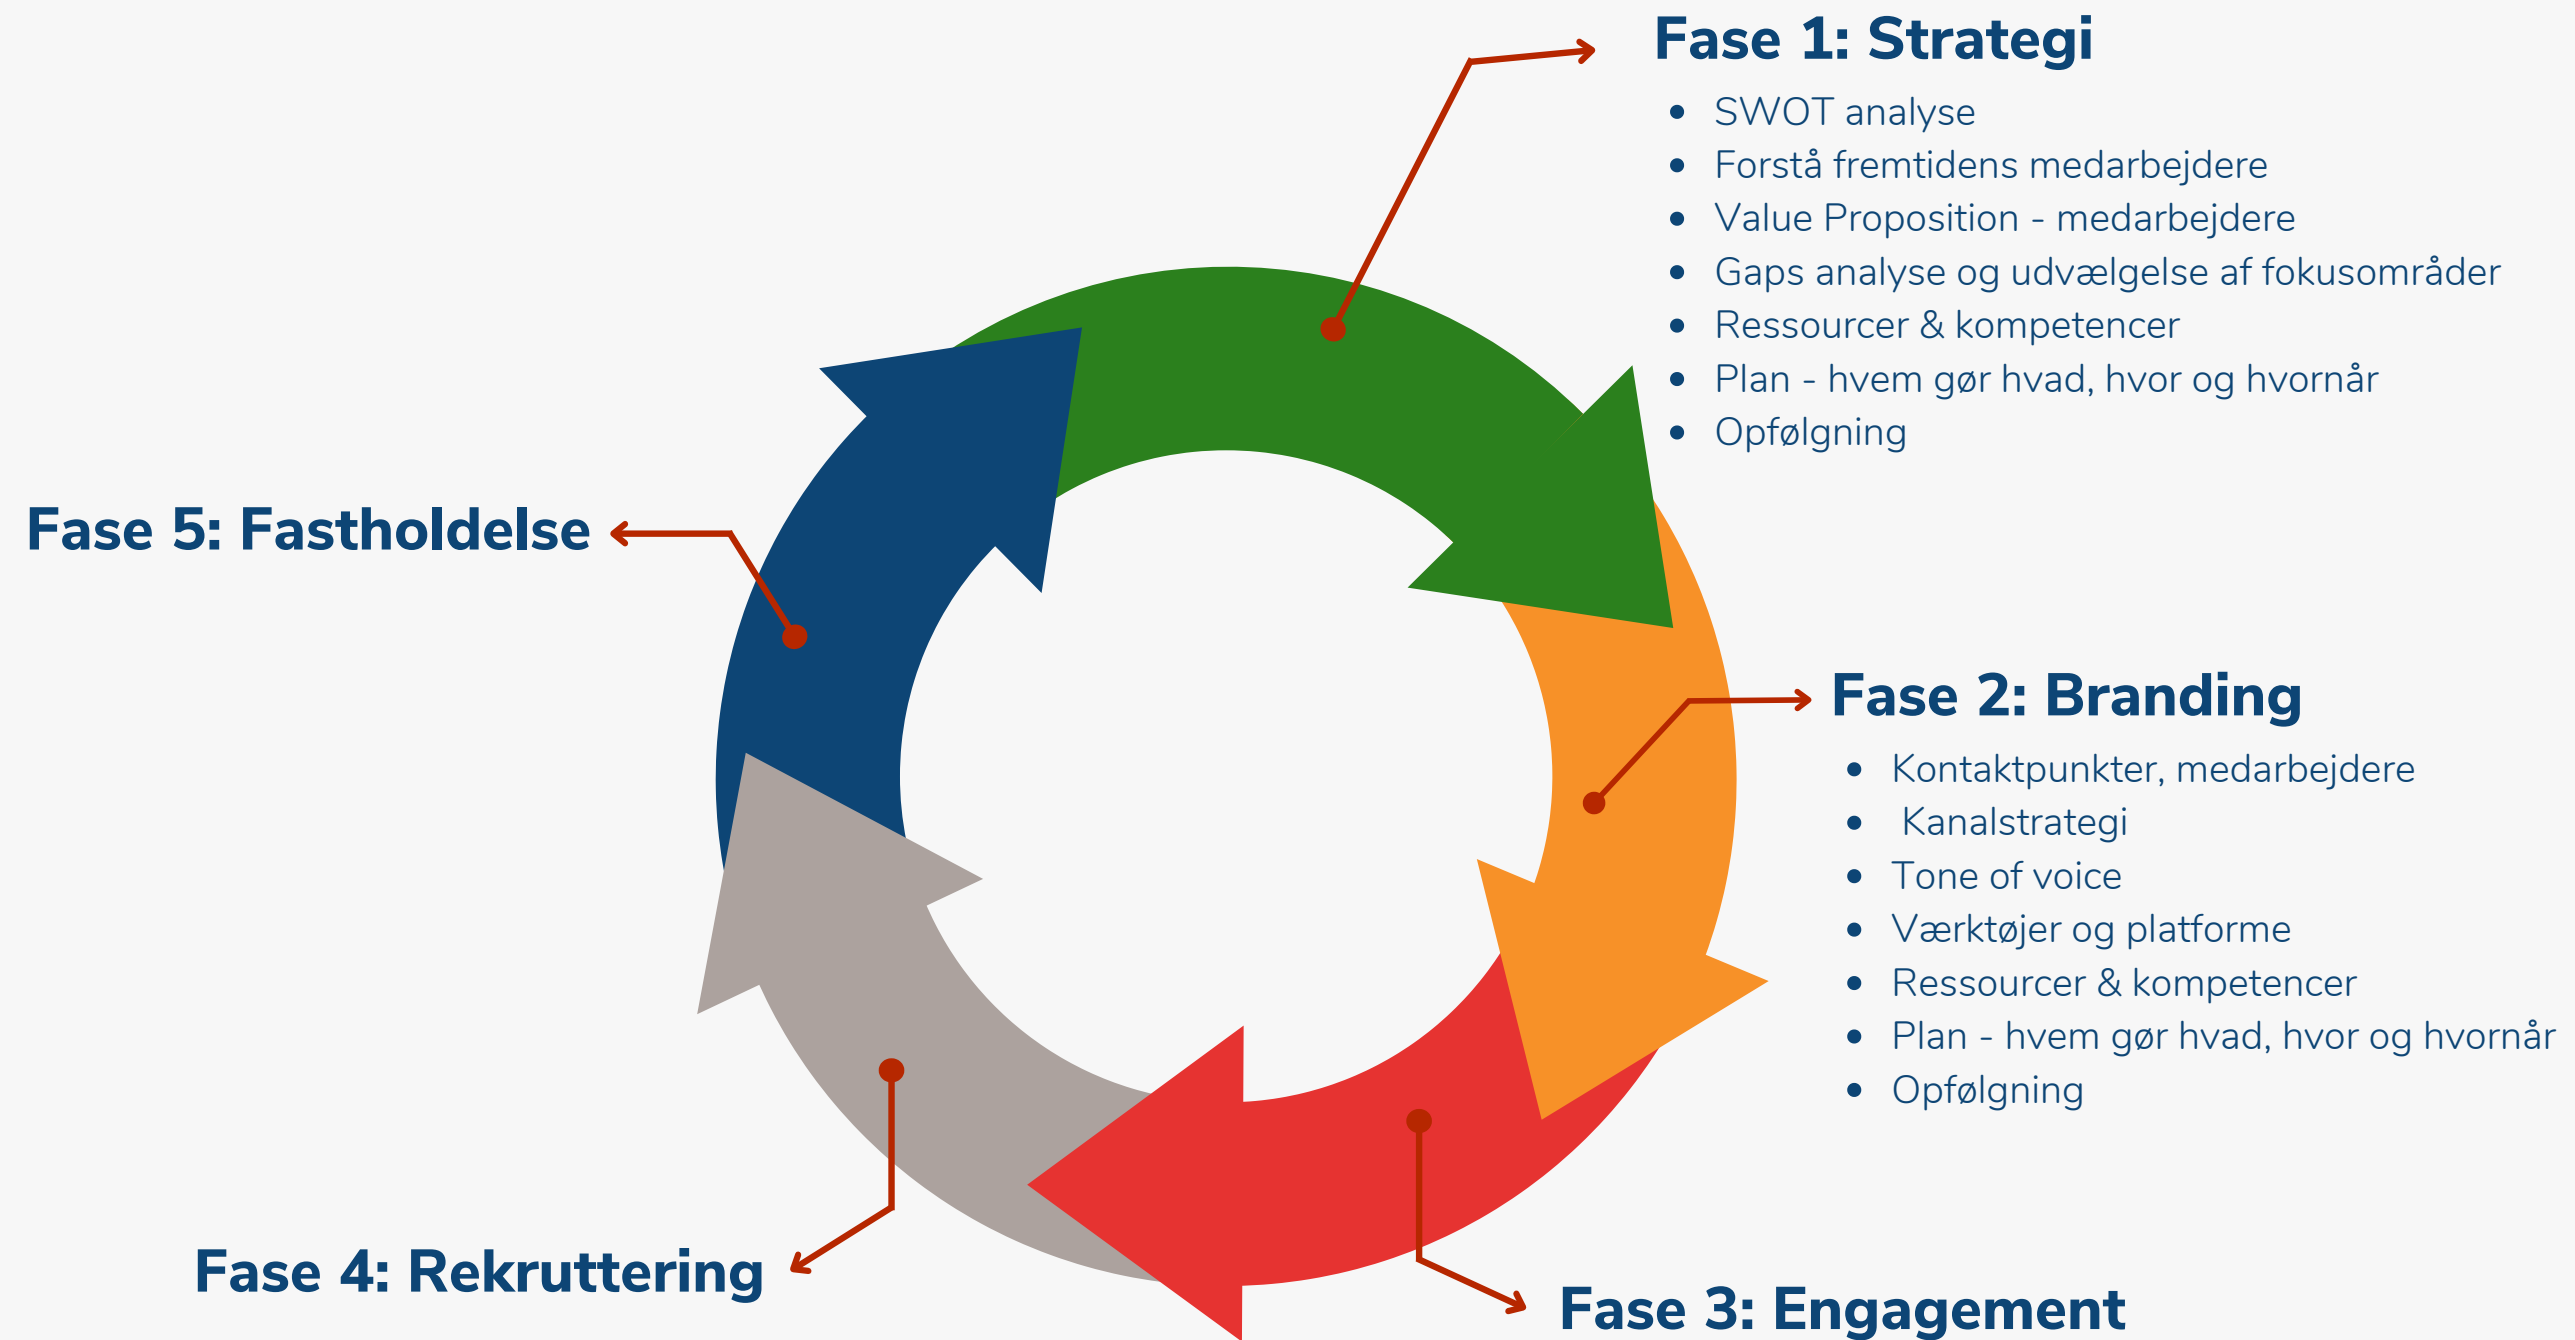 Fase 1: Strategi
SWOT analyse
Forstå fremtidens medarbejdere
Value Proposition - medarbejdere
Gaps analyse og udvælgelse af fokusområder
Ressourcer & kompetencer
Plan - hvem gør hvad, hvor og hvornår
Opfølgning
Fase 2: Branding
Kontaktpunkter, medarbejdere
Kanalstrategi
Tone of voice
Værktøjer og platforme
Ressourcer & kompetencer
Plan - hvem gør hvad, hvor og hvornår
Opfølgning
Fase 3: Engagement
Fase 4: Rekruttering
Fase 5: Fastholdelse